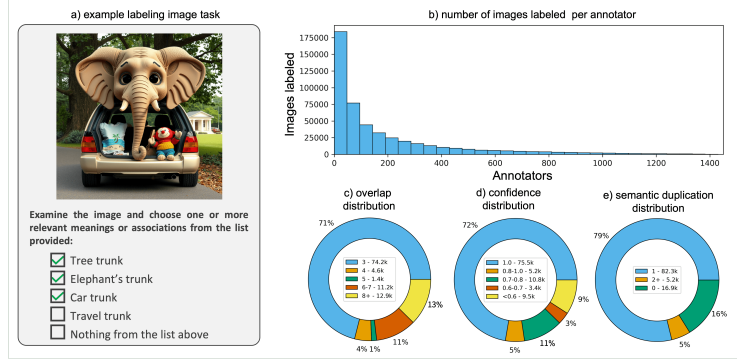 a) example labeling image task
Examine the image and choose one or more
relevant meanings or associations from the list
provided:
Tree trunk
Elephant's trunk
Car trunk
Travel trunk
Nothing from the list above
b) number of images labeled per annotator
Images labeled
175000
150000
125000
100000
75000
50000
25000
0
0
200
400
600
800
1000
1200
1400
Annotators
c) overlap
distribution
71%
3 - 74.2k
4 - 4.6k
5 - 1.4k
6-7 - 11.2k
8+ - 12.9k
13%
11%
4%
1%
d) confidence
distribution
72%
1.0 - 75.5k
0.8-1.0 - 5.2k
0.7-0.8 - 10.8k
0.6-0.7 - 3.4k
<0.6 - 9.5k
9%
3%
11%
5%
e) semantic duplication
distribution
79%
1 - 82.3k
2+ - 5.2k
0 - 16.9k
16%
5%